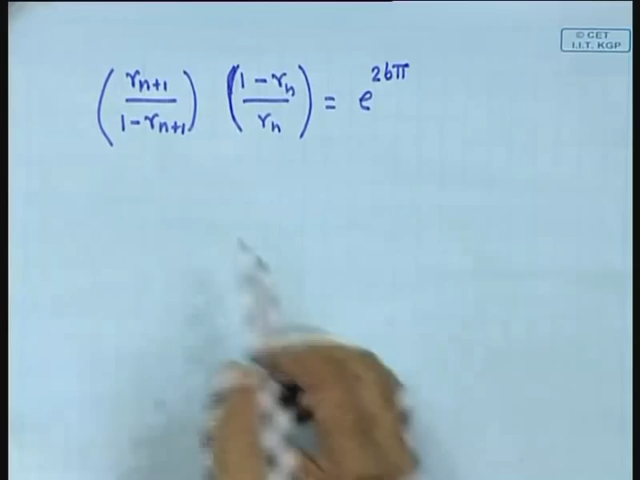 © CET
I.I.T. KGP
(r_{n+1} / 1 - r_{n+1}) (1 - r_n / r_n) = e^{2bπ}